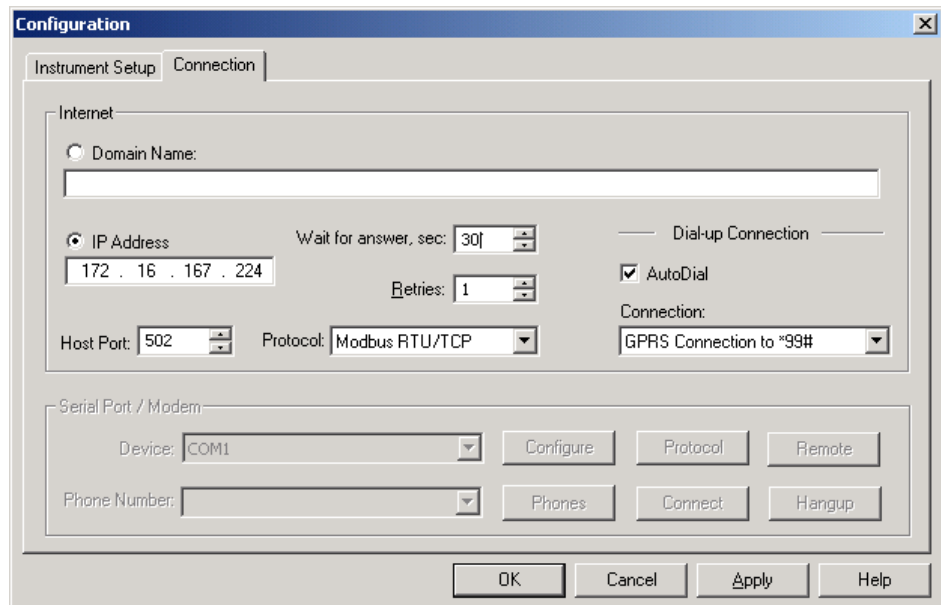 Configuration
Instrument Setup Connection
Internet
Domain Name:
IP Address
172 . 16 . 167 . 224
Wait for answer, sec: 30
Retries: 1
Dial-up Connection
AutoDial
Connection:
GPRS Connection to *99#
Host Port: 502
Protocol: Modbus RTU/TCP
Serial Port / Modem
Device: COM1
Configure Protocol Remote
Phone Number:
Phones Connect Hangup
OK Cancel Apply Help